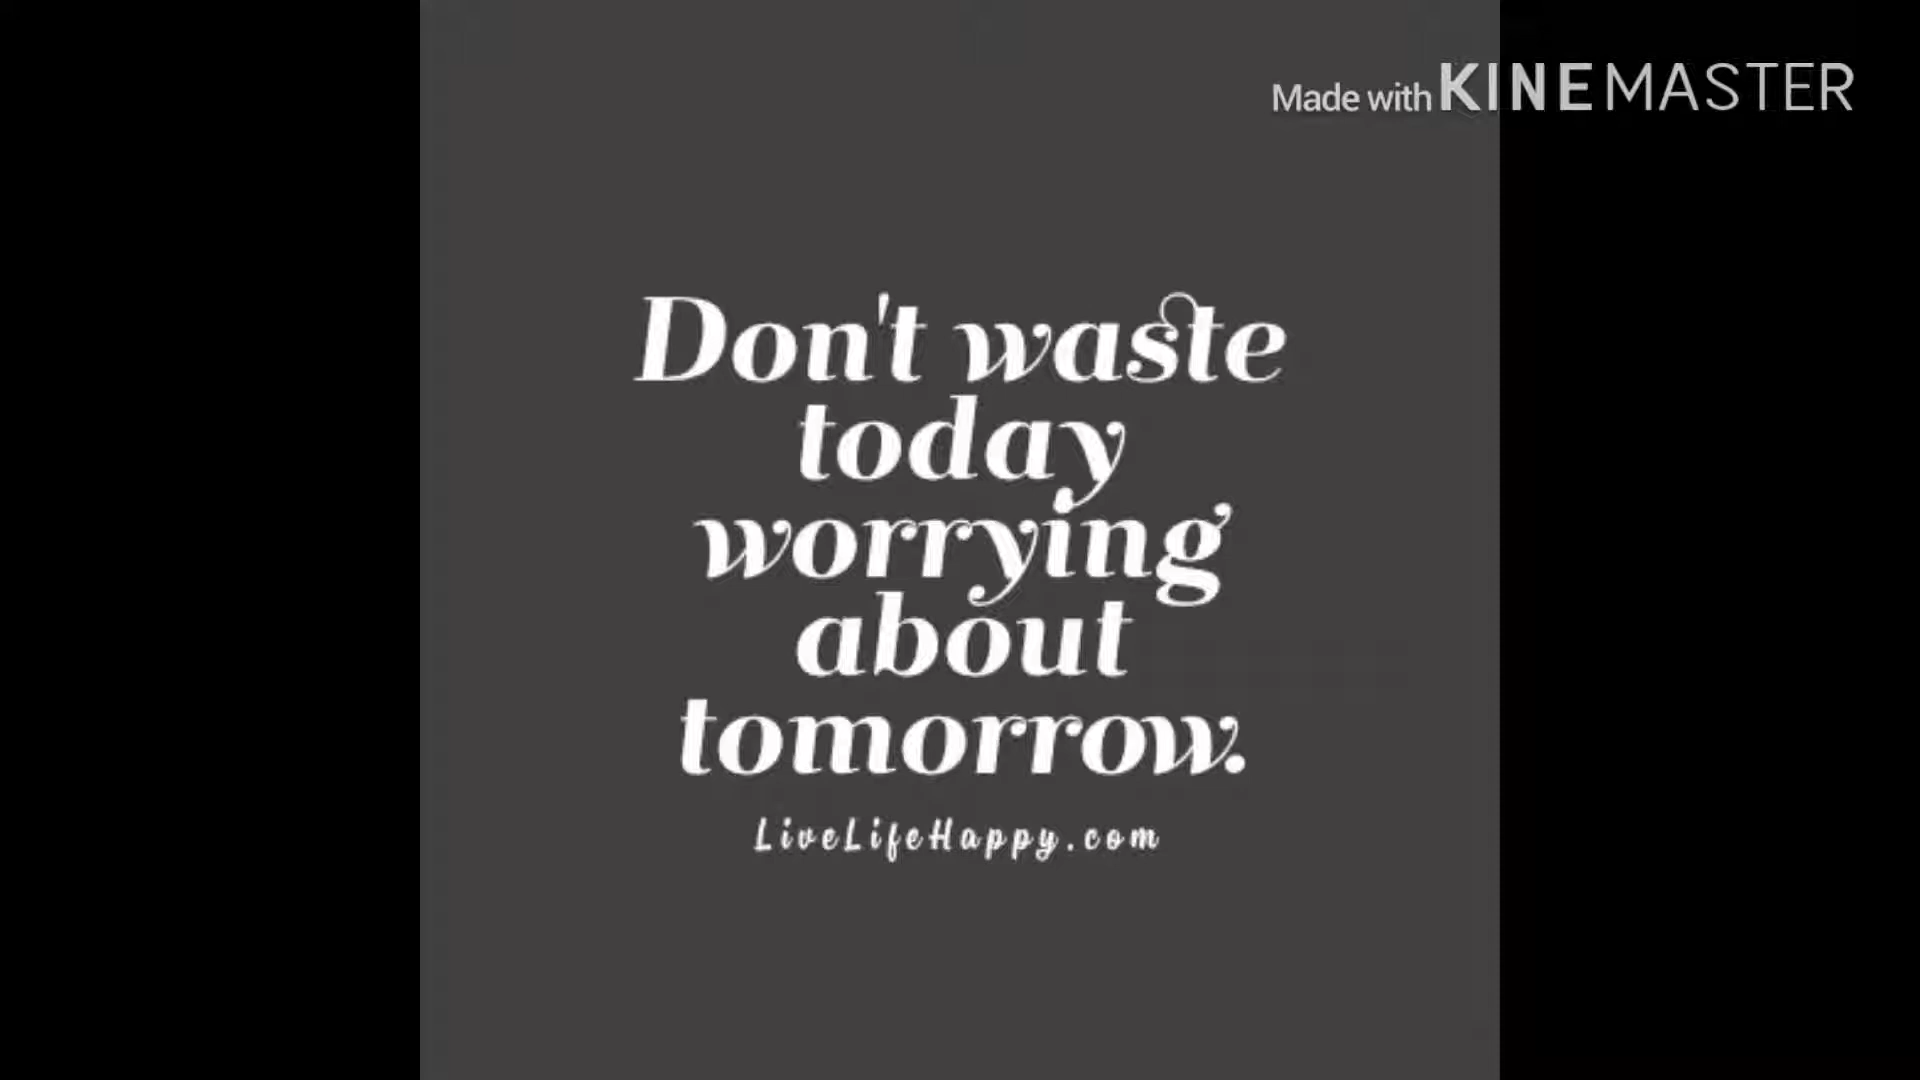 Made with KINEMASTER
Don't waste
today
worrying
about
tomorrow.
LiveLifeHappy.com